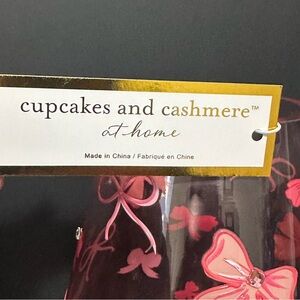 cupcakes and cashmere™
at home
Made in China / Fabriqué en Chine